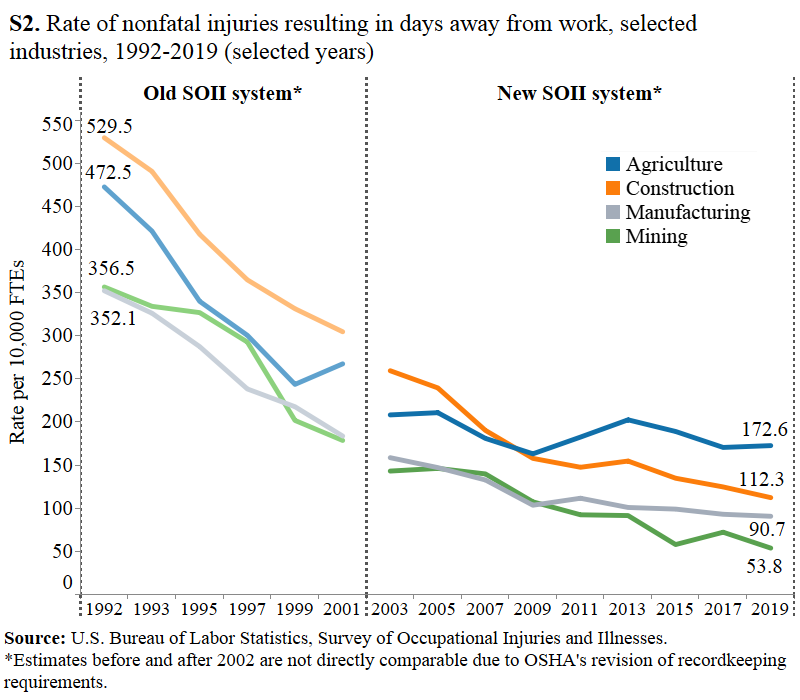 S2. Rate of nonfatal injuries resulting in days away from work, selected
industries, 1992-2019 (selected years)
Old SOII system*
New SOII system*
Rate per 10,000 FTEs
550
500
450
400
350
300
250
200
150
100
50
0
529.5
472.5
356.5
352.1
Agriculture
Construction
Manufacturing
Mining
172.6
112.3
90.7
53.8
1992 1993 1995 1997 1999 2001 2003 2005 2007 2009 2011 2013 2015 2017 2019
Source: U.S. Bureau of Labor Statistics, Survey of Occupational Injuries and Illnesses.
*Estimates before and after 2002 are not directly comparable due to OSHA's revision of recordkeeping
requirements.